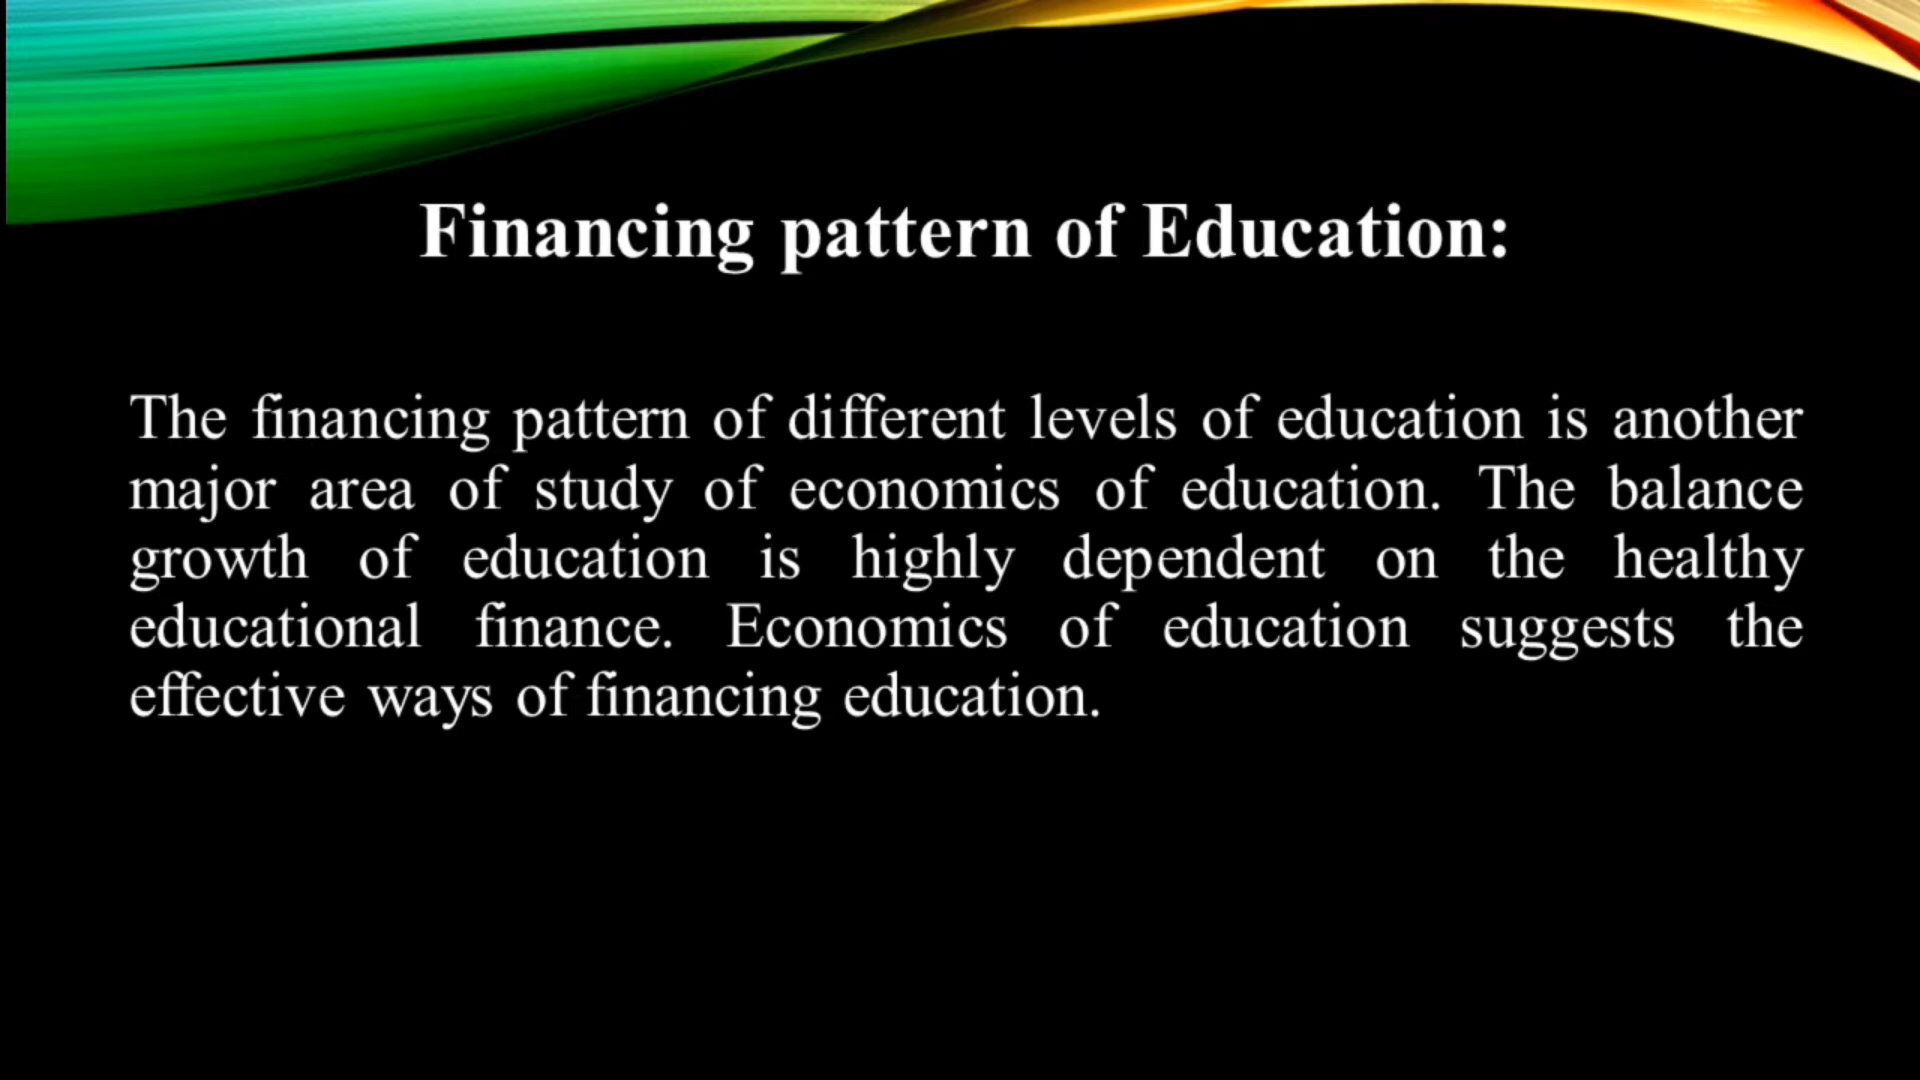 Financing pattern of Education:
The financing pattern of different levels of education is another
major area of study of economics of education. The balance
growth of education is highly dependent on the healthy
educational finance. Economics of education suggests the
effective ways of financing education.